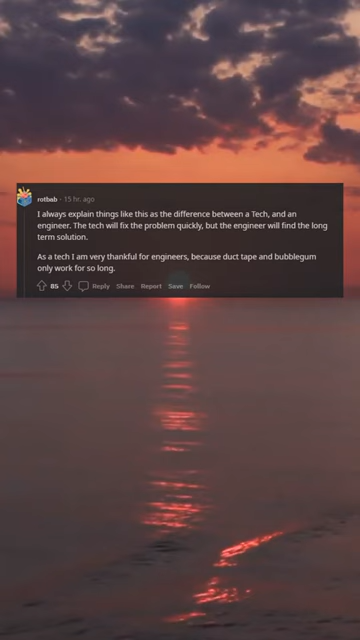 rotbab · 15 hr. ago
I always explain things like this as the difference between a Tech, and an
engineer. The tech will fix the problem quickly, but the engineer will find the long
term solution.
As a tech I am very thankful for engineers, because duct tape and bubblegum
only work for so long.
85 Reply Share Report Save Follow